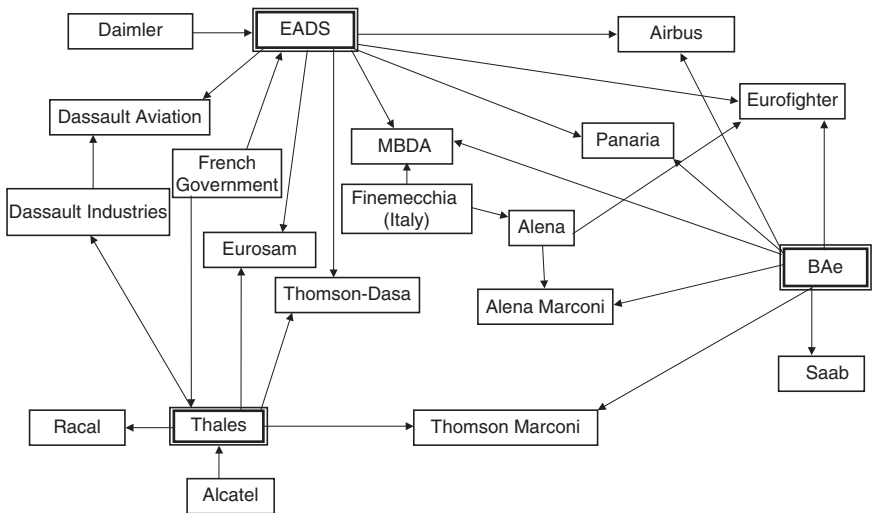 Daimler
EADS
Airbus
Eurofighter
Dassault Aviation
MBDA
Panaria
French
Government
Dassault Industries
Finemecchia
(Italy)
Alena
Eurosam
BAe
Thomson-Dasa
Alena Marconi
Saab
Racal
Thales
Thomson Marconi
Alcatel